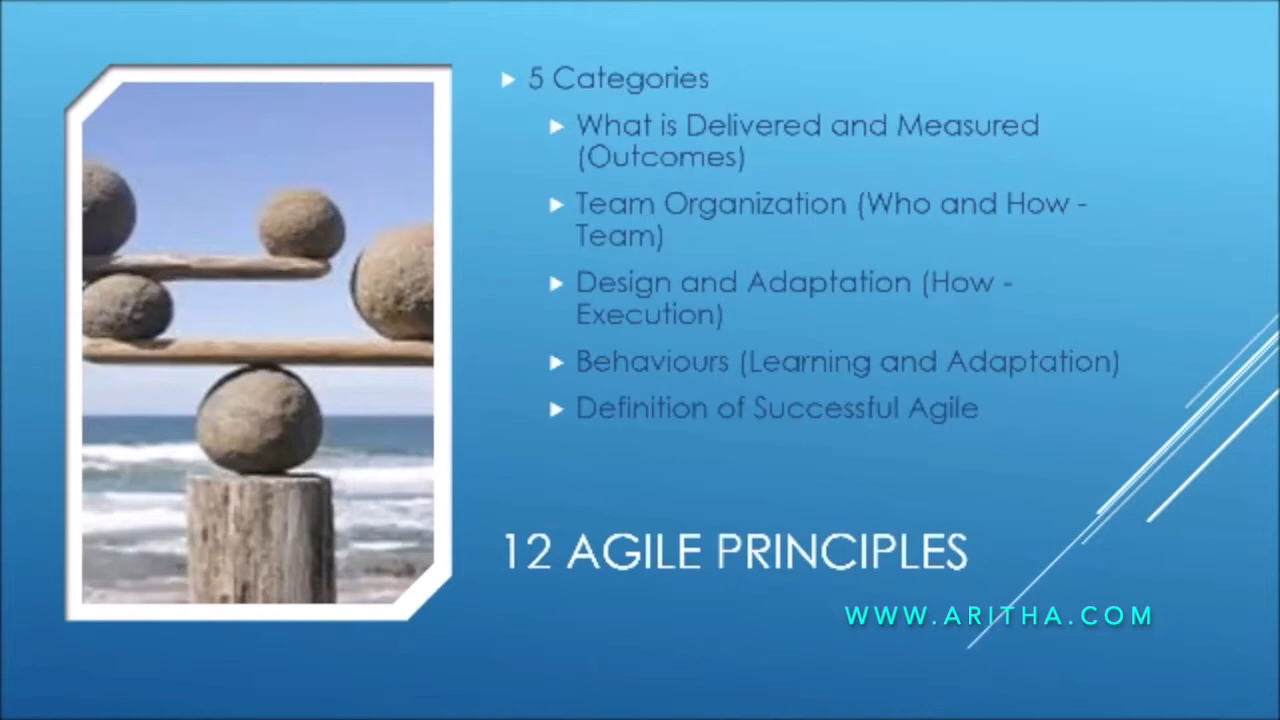 5 Categories
What is Delivered and Measured
(Outcomes)
Team Organization (Who and How -
Team)
Design and Adaptation (How -
Execution)
Behaviours (Learning and Adaptation)
Definition of Successful Agile
12 AGILE PRINCIPLES
WWW.ARITHA.COM